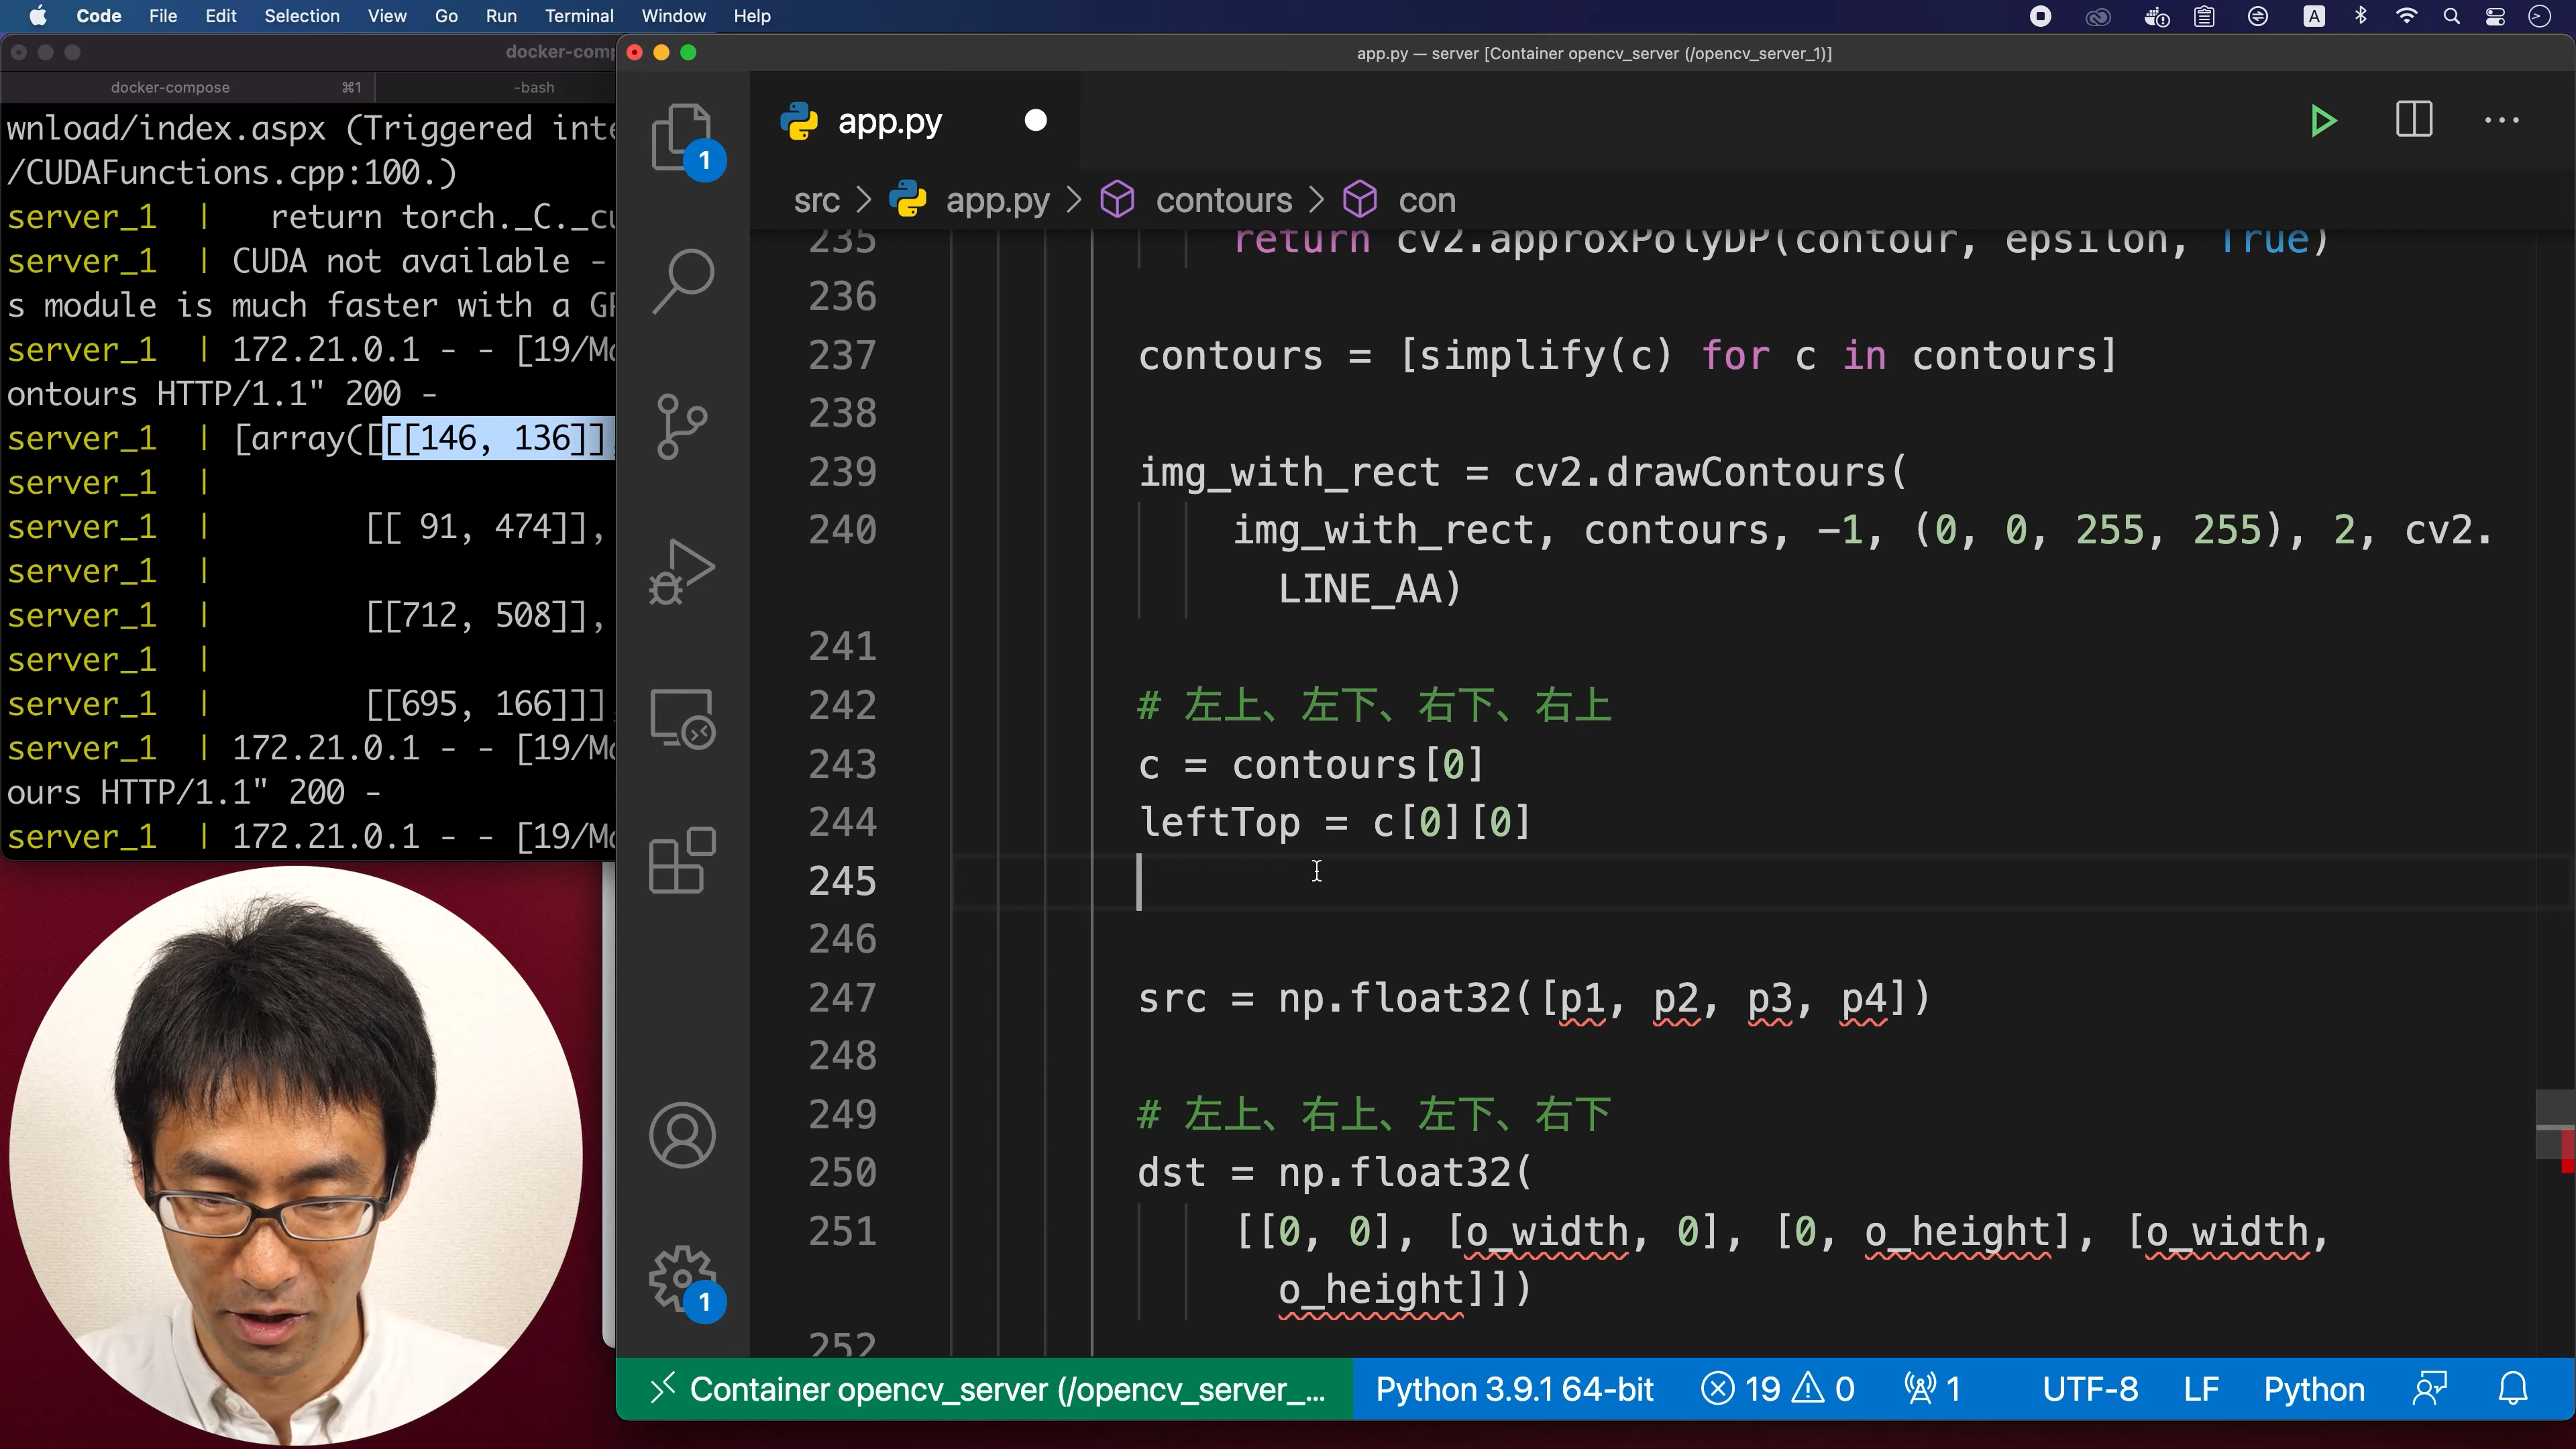 Code File Edit Selection View Go Run Terminal Window Help
docker-comp
docker-compose ⌘1 -bash
wnload/index.aspx (Triggered inte
/CUDAFunctions.cpp:100.)
server_1 | return torch._C._cu
server_1 | CUDA not available -
s module is much faster with a GP
server_1 | 172.21.0.1 - - [19/Ma
ontours HTTP/1.1" 200 -
server_1 | [array([[[146, 136]],
server_1 |
server_1 | [[ 91, 474]],
server_1 |
server_1 | [[712, 508]],
server_1 |
server_1 | [[695, 166]]],
server_1 | 172.21.0.1 - - [19/Ma
ours HTTP/1.1" 200 -
server_1 | 172.21.0.1 - - [19/Ma
app.py — server [Container opencv_server (/opencv_server_1)]
app.py
src > app.py > contours > con
235 return cv2.approxPolyDP(contour, epsilon, True)
236
237 contours = [simplify(c) for c in contours]
238
239 img_with_rect = cv2.drawContours(
240 img_with_rect, contours, -1, (0, 0, 255, 255), 2, cv2.
LINE_AA)
241
242 # 左上、左下、右下、右上
243 c = contours[0]
244 leftTop = c[0][0]
245
246
247 src = np.float32([p1, p2, p3, p4])
248
249 # 左上、右上、左下、右下
250 dst = np.float32(
251 [[0, 0], [o_width, 0], [0, o_height], [o_width,
o_height]])
252
1
1
Container opencv_server (/opencv_server_... Python 3.9.1 64-bit 19 0 1 UTF-8 LF Python